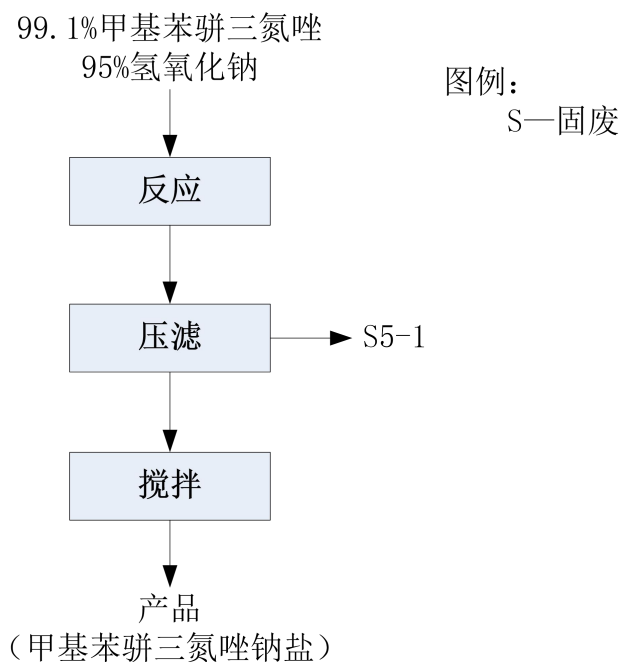 99.1%甲基苯骈三氮唑
95%氢氧化钠
图例：
S—固废
反应
压滤
S5-1
搅拌
产品
（甲基苯骈三氮唑钠盐）